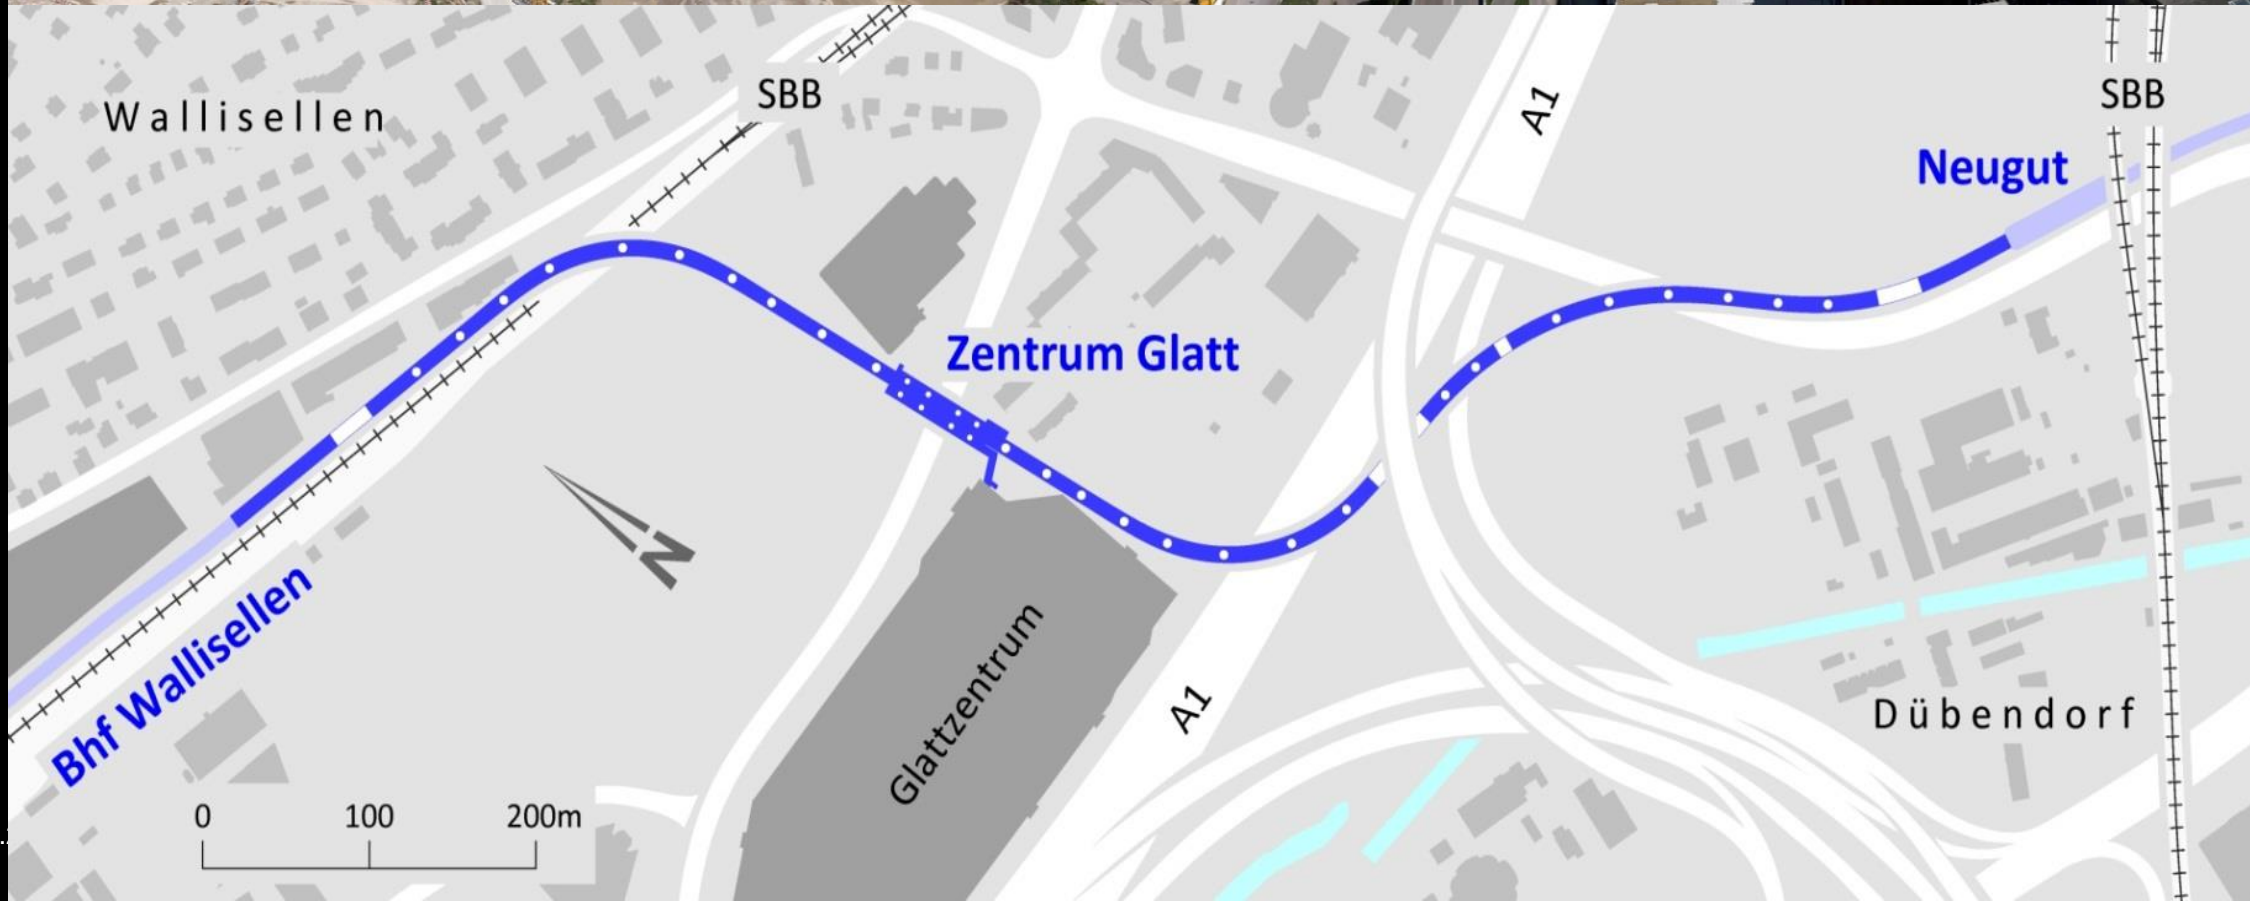 SBB
Wallisellen
A1
SBB
Neugut
Zentrum Glatt
N
Bhf Wallisellen
Glattzentrum
A1
Dübendorf
0 100 200m